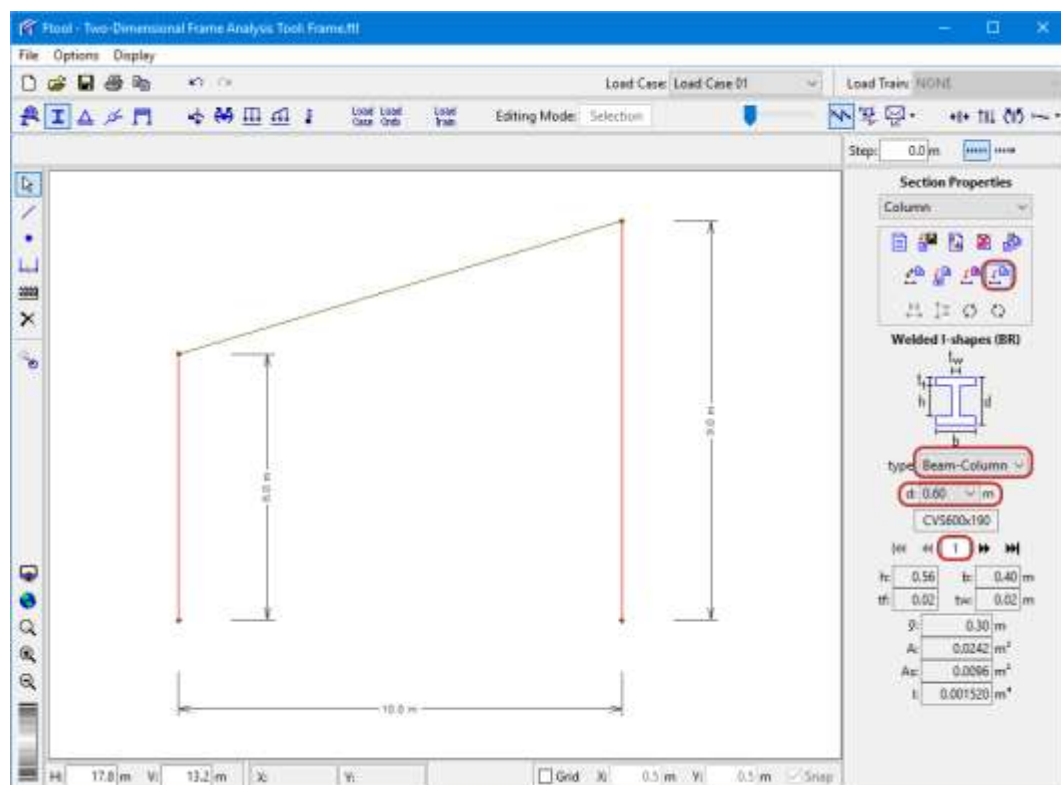 Ftool - Two-Dimensional Frame Analysis Tool: Frame.ftl
File Options Display
Load Case: Load Case 01 Load Train: NONE
Load Case Load Comb Load Train Editing Mode: Selection
Step: 0.0 m
Section Properties
Column
Welded I-shapes (BR)
tw
tf
h d
b
type Beam-Column
d: 0.60 m
CVS600x190
1
h: 0.56 b: 0.40 m
tf: 0.02 tw: 0.02 m
ȳ: 0.30 m
A: 0.0242 m²
As: 0.0096 m²
I: 0.001520 m⁴
6.0 m
9.0 m
10.0 m
H: 17.8 m V: 13.2 m X: Y: Grid X: 0.5 m Y: 0.5 m Snap